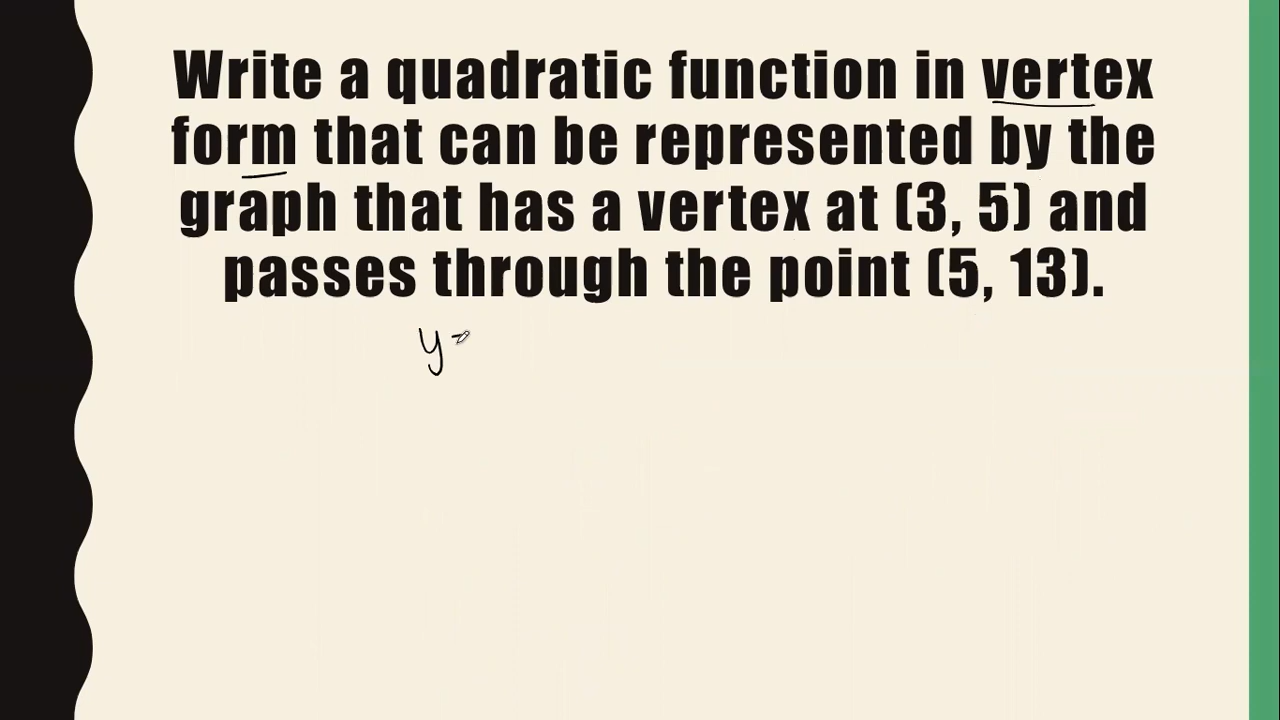 Write a quadratic function in vertex
form that can be represented by the
graph that has a vertex at (3, 5) and
passes through the point (5, 13).
y =